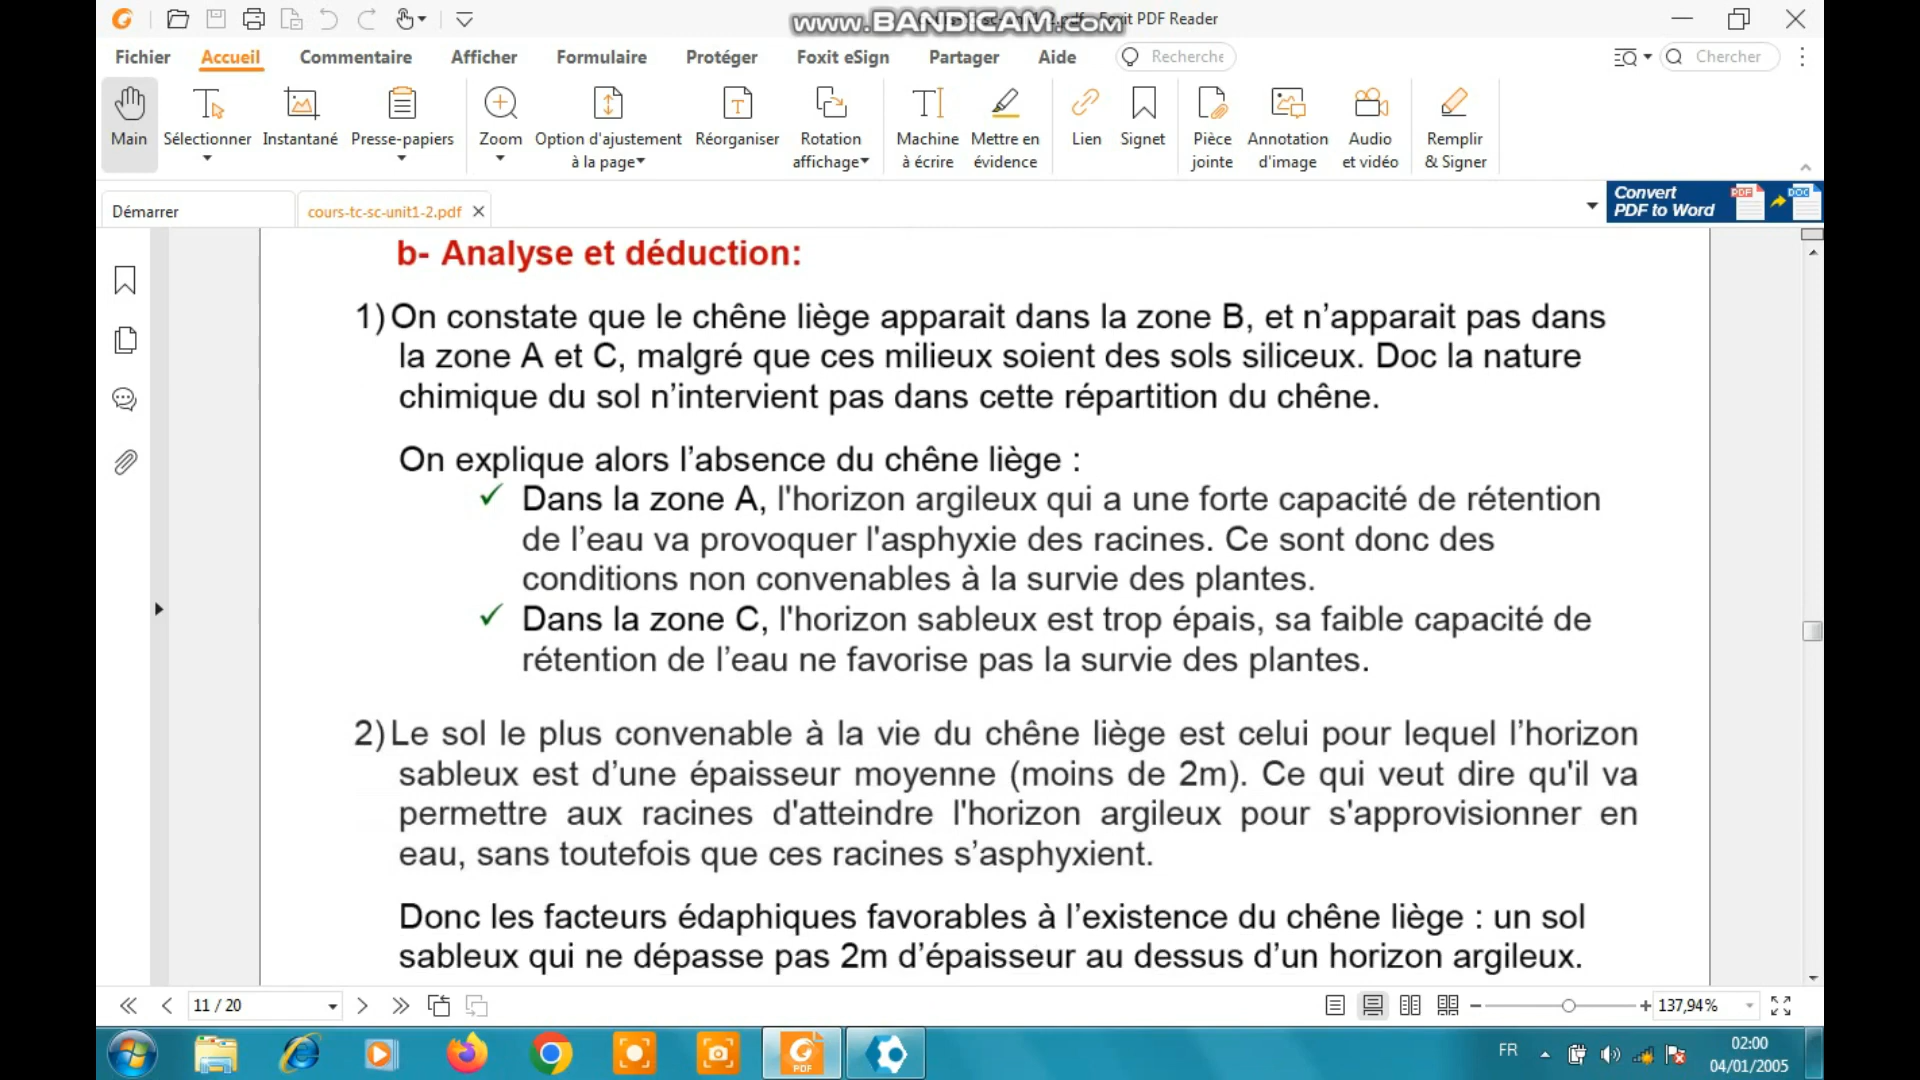 www.BANDICAM.com
Foxit PDF Reader
Fichier Accueil Commentaire Afficher Formulaire Protéger Foxit eSign Partager Aide Recherche Chercher
Main Sélectionner Instantané Presse-papiers Zoom Option d'ajustement Réorganiser Rotation Machine Mettre en Lien Signet Pièce Annotation Audio Remplir
à la page affichage à écrire évidence jointe d'image et vidéo & Signer
Démarrer cours-tc-sc-unit1-2.pdf
Convert PDF DOC
PDF to Word
b- Analyse et déduction:
1) On constate que le chêne liège apparait dans la zone B, et n’apparait pas dans
la zone A et C, malgré que ces milieux soient des sols siliceux. Doc la nature
chimique du sol n’intervient pas dans cette répartition du chêne.
On explique alors l’absence du chêne liège :
✓ Dans la zone A, l'horizon argileux qui a une forte capacité de rétention
de l’eau va provoquer l'asphyxie des racines. Ce sont donc des
conditions non convenables à la survie des plantes.
✓ Dans la zone C, l'horizon sableux est trop épais, sa faible capacité de
rétention de l’eau ne favorise pas la survie des plantes.
2) Le sol le plus convenable à la vie du chêne liège est celui pour lequel l’horizon
sableux est d’une épaisseur moyenne (moins de 2m). Ce qui veut dire qu'il va
permettre aux racines d'atteindre l'horizon argileux pour s'approvisionner en
eau, sans toutefois que ces racines s’asphyxient.
Donc les facteurs édaphiques favorables à l’existence du chêne liège : un sol
sableux qui ne dépasse pas 2m d’épaisseur au dessus d’un horizon argileux.
11 / 20 137,94%
PDF FR 02:00
04/01/2005